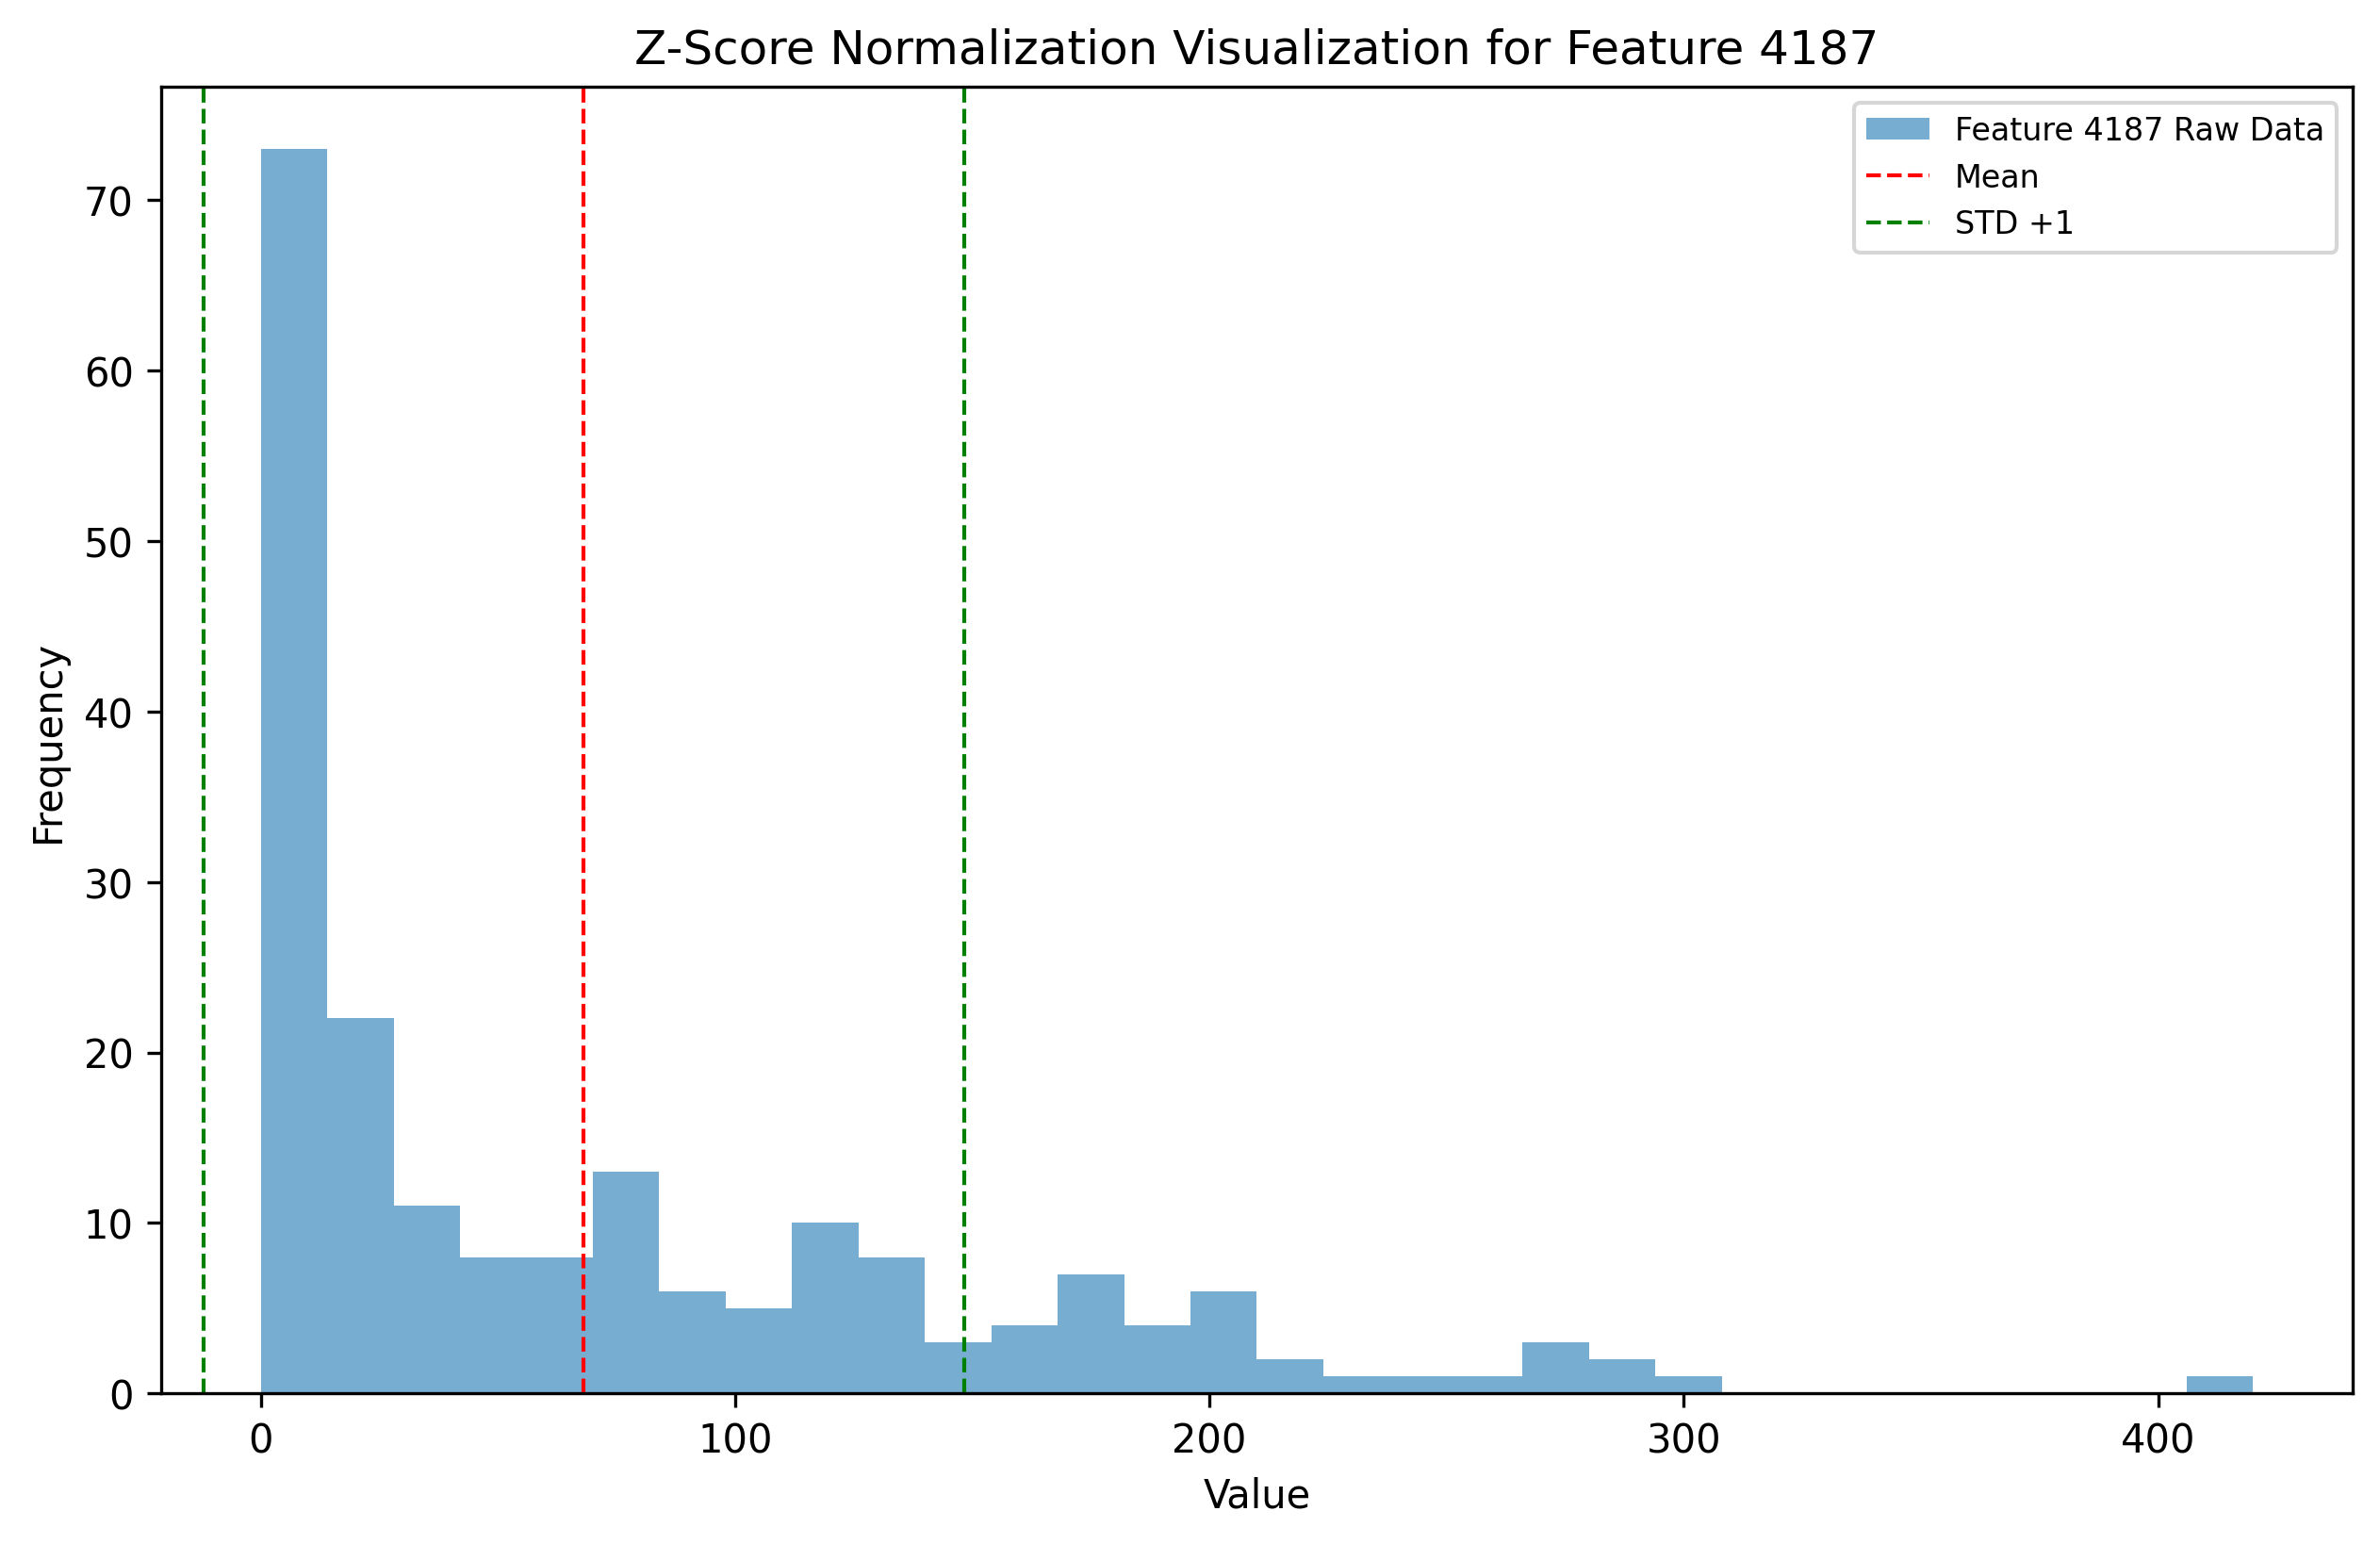 Z-Score Normalization Visualization for Feature 4187
Feature 4187 Raw Data
Mean
STD +1
Frequency
70
60
50
40
30
20
10
0
0 100 200 300 400
Value